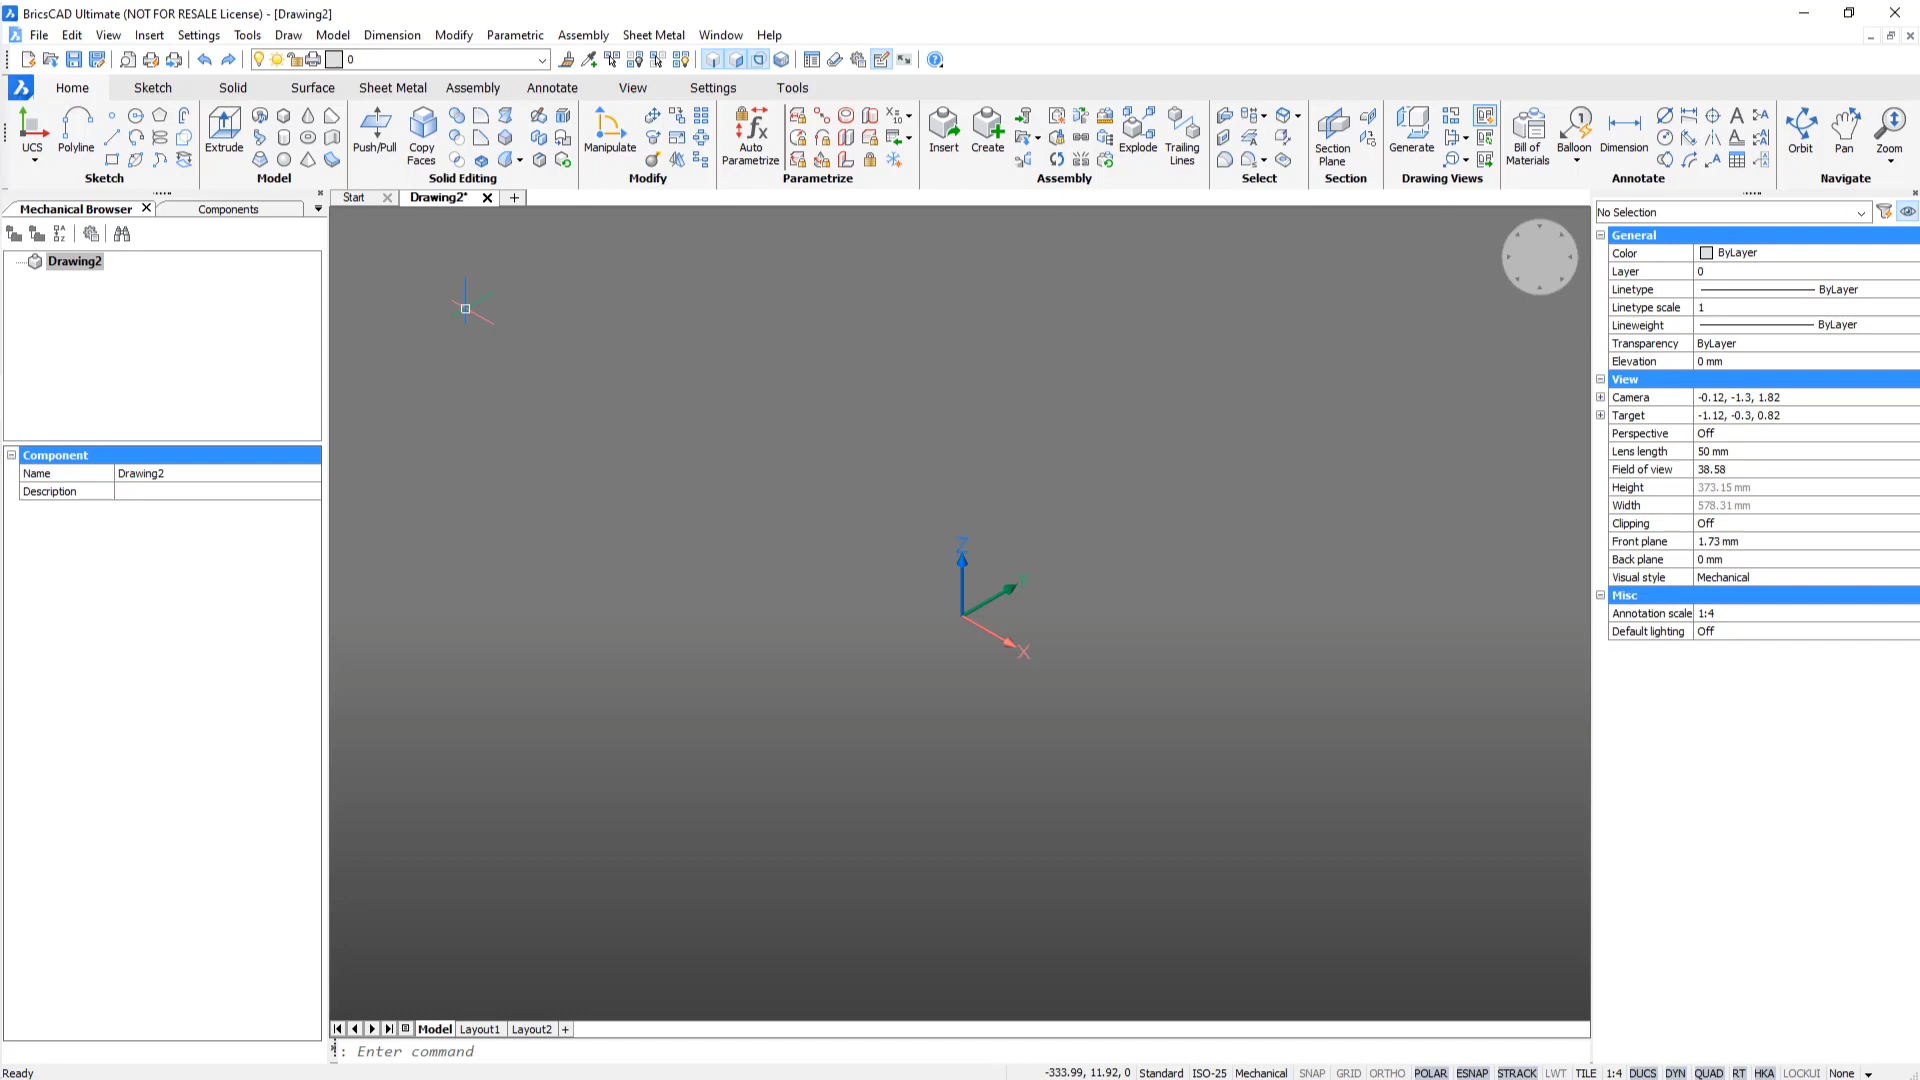 BricsCAD Ultimate (NOT FOR RESALE License) - [Drawing2]
File Edit View Insert Settings Tools Draw Model Dimension Modify Parametric Assembly Sheet Metal Window Help
0
Home Sketch Solid Surface Sheet Metal Assembly Annotate View Settings Tools
UCS Polyline Extrude Push/Pull Copy Faces Manipulate Auto Parametrize Insert Create Explode Trailing Lines Section Plane Generate Bill of Materials Balloon Dimension Orbit Pan Zoom
Sketch Model Solid Editing Modify Parametrize Assembly Select Section Drawing Views Annotate Navigate
Mechanical Browser Components
Start Drawing2* +
Drawing2
Component
Name Drawing2
Description
Z
X
No Selection
General
Color ByLayer
Layer 0
Linetype ByLayer
Linetype scale 1
Lineweight ByLayer
Transparency ByLayer
Elevation 0 mm
View
Camera -0.12, -1.3, 1.82
Target -1.12, -0.3, 0.82
Perspective Off
Lens length 50 mm
Field of view 38.58
Height 373.15 mm
Width 578.31 mm
Clipping Off
Front plane 1.73 mm
Back plane 0 mm
Visual style Mechanical
Misc
Annotation scale 1:4
Default lighting Off
Model Layout1 Layout2 +
: Enter command
Ready
-333.99, 11.92, 0 Standard ISO-25 Mechanical SNAP GRID ORTHO POLAR ESNAP STRACK LWT TILE 1:4 DUCS DYN QUAD RT HKA LOCKUI None